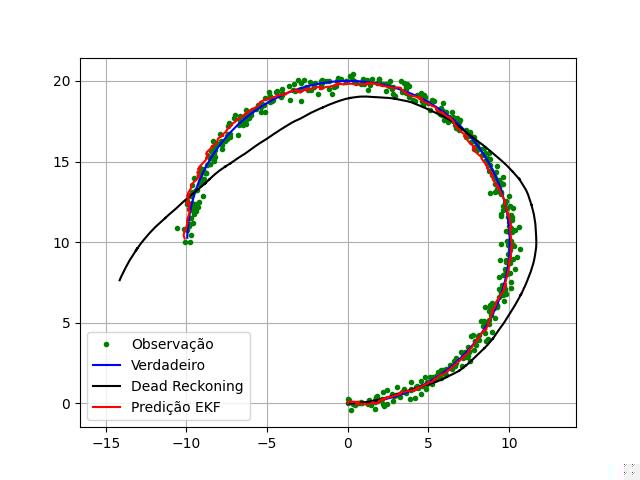 20
15
10
5
0
Observação
Verdadeiro
Dead Reckoning
Predição EKF
−15 −10 −5 0 5 10